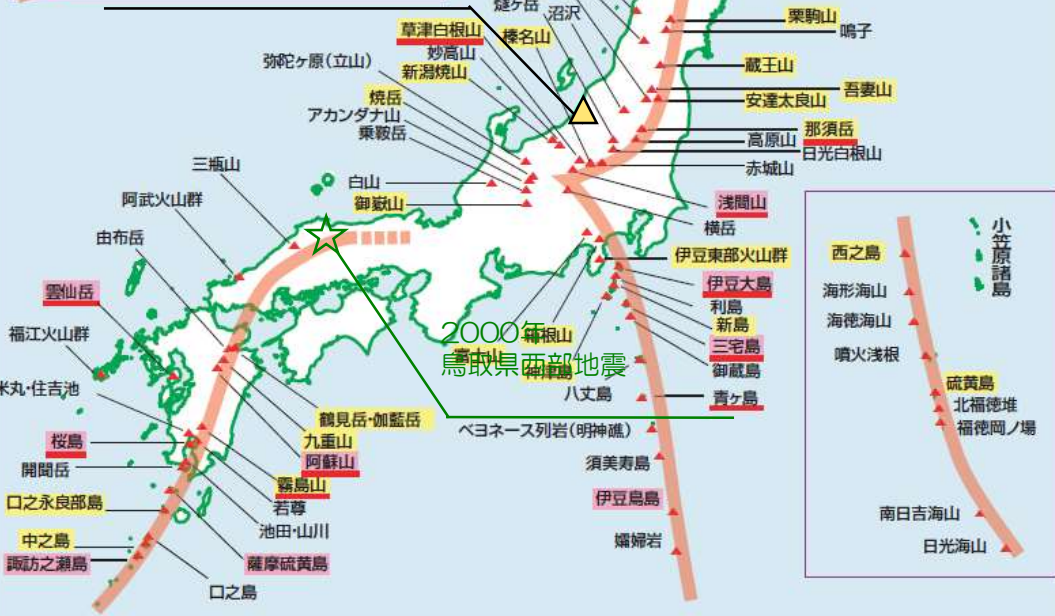 燧ヶ岳
沼沢
栗駒山
鳴子
草津白根山
榛名山
妙高山
弥陀ヶ原(立山)
新潟焼山
蔵王山
焼岳
吾妻山
安達太良山
アカンダナ山
乗鞍岳
那須岳
高原山
日光白根山
赤城山
三瓶山
白山
御嶽山
阿武火山群
浅間山
横岳
由布岳
伊豆東部火山群
雲仙岳
伊豆大島
利島
福江火山群
2000年
鳥取県西部地震
箱根山
富士山
神津島
新島
三宅島
御蔵島
米丸・住吉池
八丈島
青ヶ島
鶴見岳・伽藍岳
九重山
ベヨネース列岩(明神礁)
桜島
阿蘇山
開聞岳
須美寿島
霧島山
口之永良部島
若尊
伊豆鳥島
池田・山川
中之島
孀婦岩
諏訪之瀬島
薩摩硫黄島
口之島
小笠原諸島
西之島
海形海山
海徳海山
噴火浅根
硫黄島
北福徳堆
福徳岡ノ場
南日吉海山
日光海山